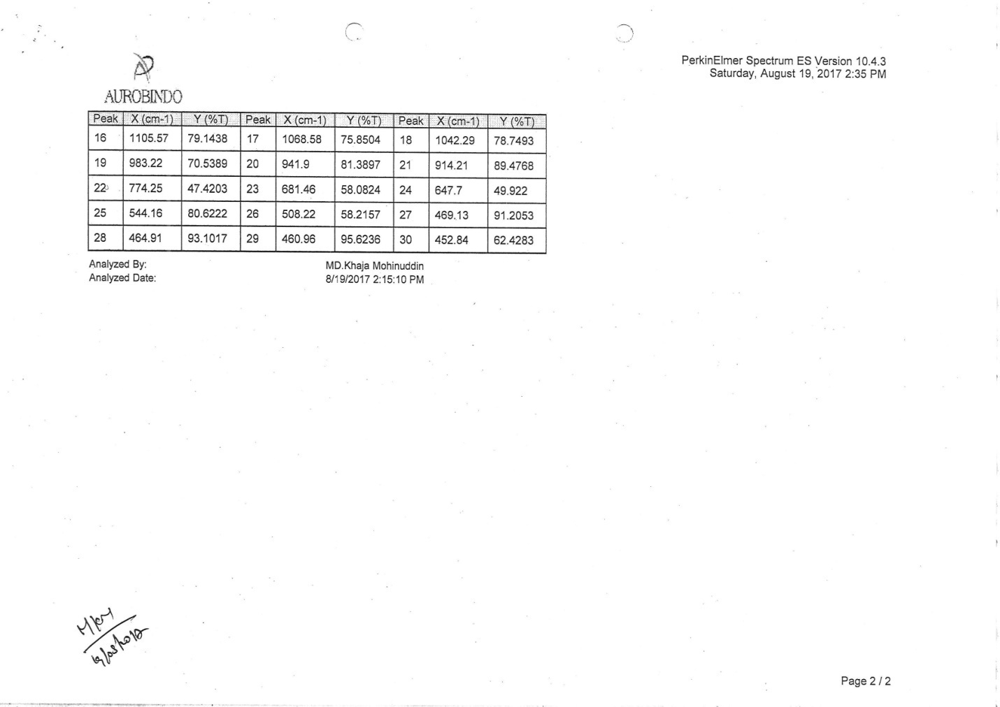 PerkinElmer Spectrum ES Version 10.4.3
Saturday, August 19, 2017 2:35 PM
AUROBINDO
Peak X (cm-1) Y (%T) Peak X (cm-1) Y (%T) Peak X (cm-1) Y (%T)
16 1105.57 79.1438 17 1068.58 75.8504 18 1042.29 78.7493
19 983.22 70.5389 20 941.9 81.3897 21 914.21 89.4768
22 774.25 47.4203 23 681.46 58.0824 24 647.7 49.922
25 544.16 80.6222 26 508.22 58.2157 27 469.13 91.2053
28 464.91 93.1017 29 460.96 95.6236 30 452.84 62.4283
Analyzed By: MD.Khaja Mohinuddin
Analyzed Date: 8/19/2017 2:15:10 PM
Page 2 / 2